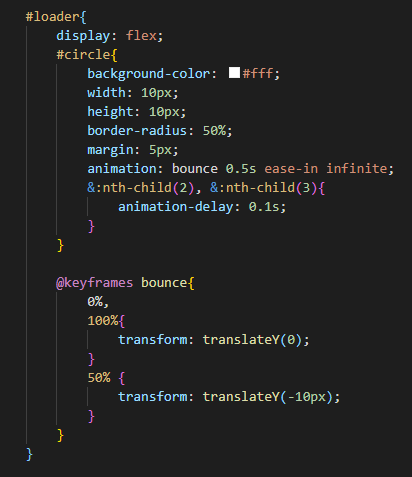 #loader{
display: flex;
#circle{
background-color: #fff;
width: 10px;
height: 10px;
border-radius: 50%;
margin: 5px;
animation: bounce 0.5s ease-in infinite;
&:nth-child(2), &:nth-child(3){
animation-delay: 0.1s;
}
}
@keyframes bounce{
0%,
100%{
transform: translateY(0);
}
50% {
transform: translateY(-10px);
}
}
}